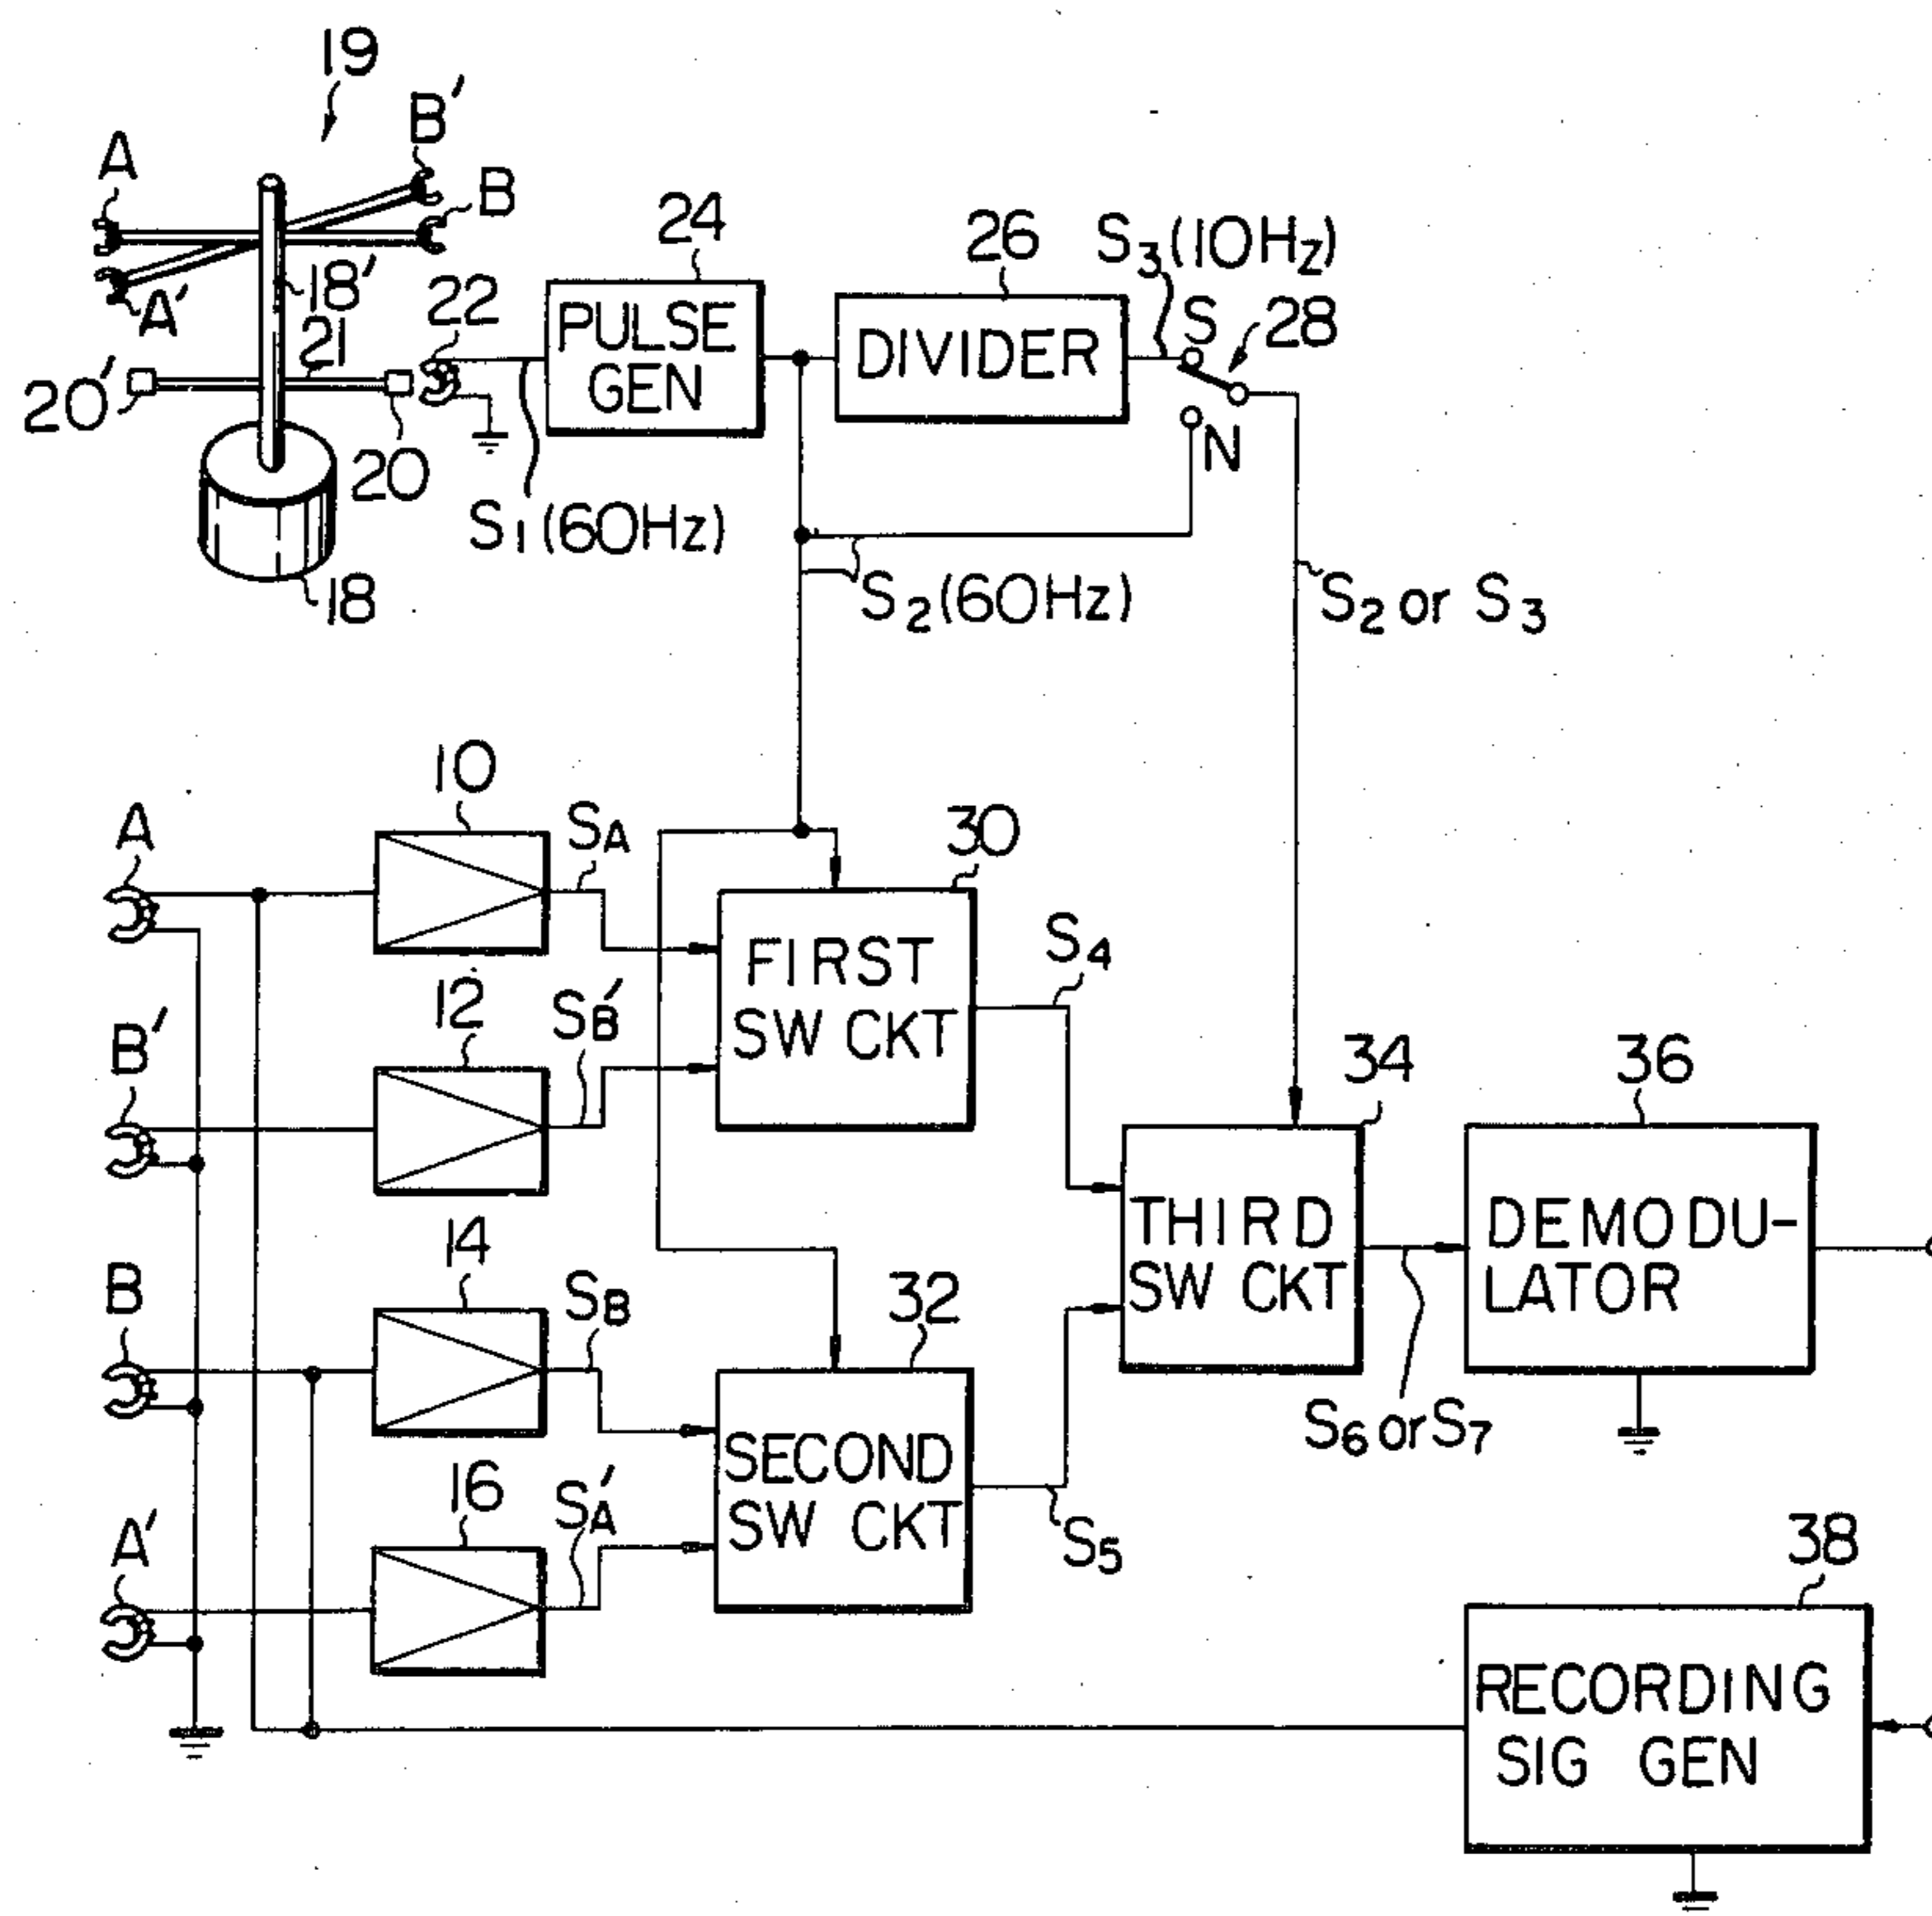 19
A
B'
B
A'
18'
21
20'
20
18
22
S1 (60Hz)
24
PULSE
GEN
26
DIVIDER
S3 (10Hz)
S
28
N
S2 (60Hz)
S2 or S3
A
10
SA
30
FIRST
SW CKT
S4
B'
12
SB'
34
THIRD
SW CKT
36
DEMODU-
LATOR
B
14
SB
32
SECOND
SW CKT
S5
S6 or S7
A'
16
SA'
38
RECORDING
SIG GEN